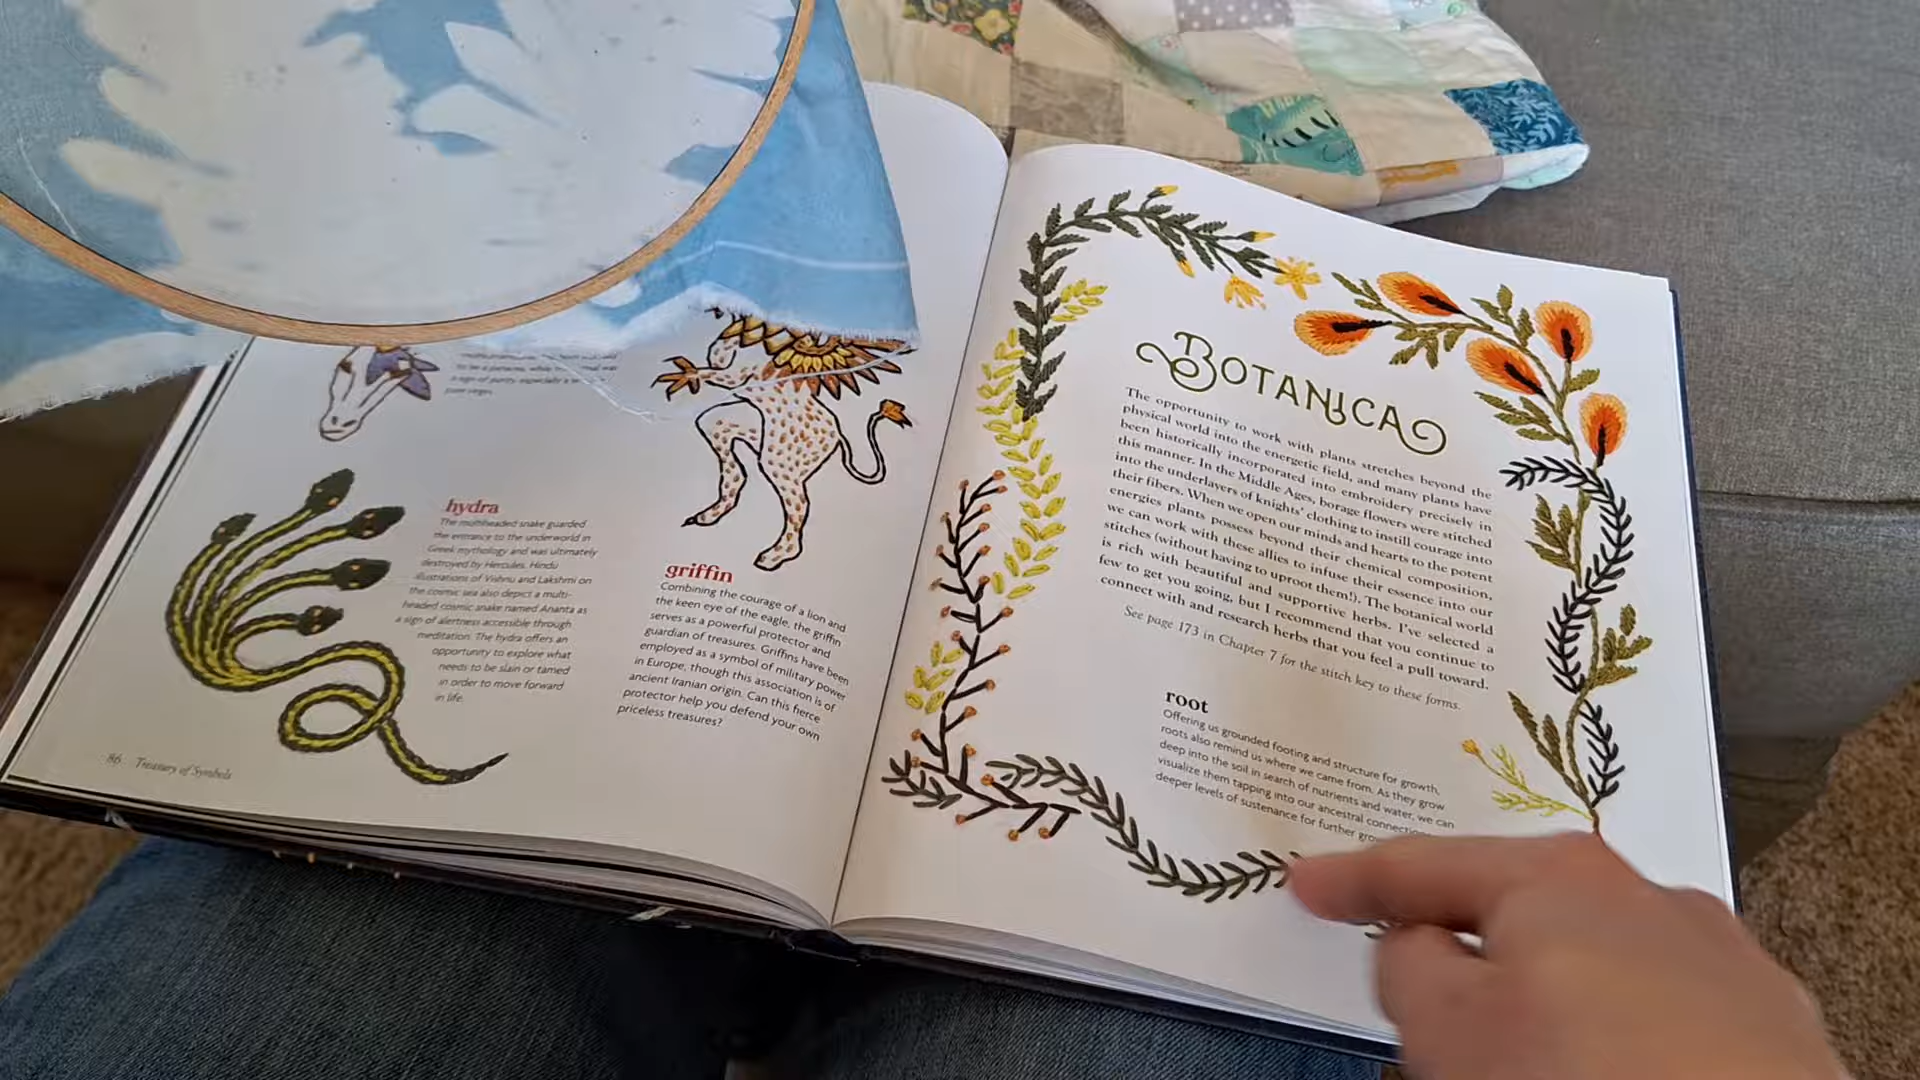 to be a panacea, while
a sign of purity, especially
hydra
The multiheaded snake guarded
the entrance to the underworld in
Greek mythology and was ultimately
destroyed by Hercules. Hindu
illustrations of Vishnu and Lakshmi on
the cosmic sea also depict a multi-
headed cosmic snake named Ananta as
a sign of alertness accessible through
meditation. The hydra offers an
opportunity to explore what
needs to be slain or tamed
in order to move forward
in life.
griffin
Combining the courage of a lion and
the keen eye of the eagle, the griffin
serves as a powerful protector and
guardian of treasures. Griffins have been
employed as a symbol of military power
in Europe, though this association is of
ancient Iranian origin. Can this fierce
protector help you defend your own
priceless treasures?
86 Treasury of Symbols
BOTANICA
The opportunity to work with plants stretches beyond the
physical world into the energetic field, and many plants have
been historically incorporated into embroidery precisely in
this manner. In the Middle Ages, borage flowers were stitched
into the underlayers of knights' clothing to instill courage into
their fibers. When we open our minds and hearts to the potent
energies plants possess beyond their chemical composition,
we can work with these allies to infuse their essence into our
stitches (without having to uproot them!). The botanical world
is rich with beautiful and supportive herbs. I've selected a
few to get you going, but I recommend that you continue to
connect with and research herbs that you feel a pull toward.
See page 173 in Chapter 7 for the stitch key to these forms.
root
Offering us grounded footing and structure for growth,
roots also remind us where we came from. As they grow
deep into the soil in search of nutrients and water, we can
visualize them tapping into our ancestral
deeper levels of sustenance for further